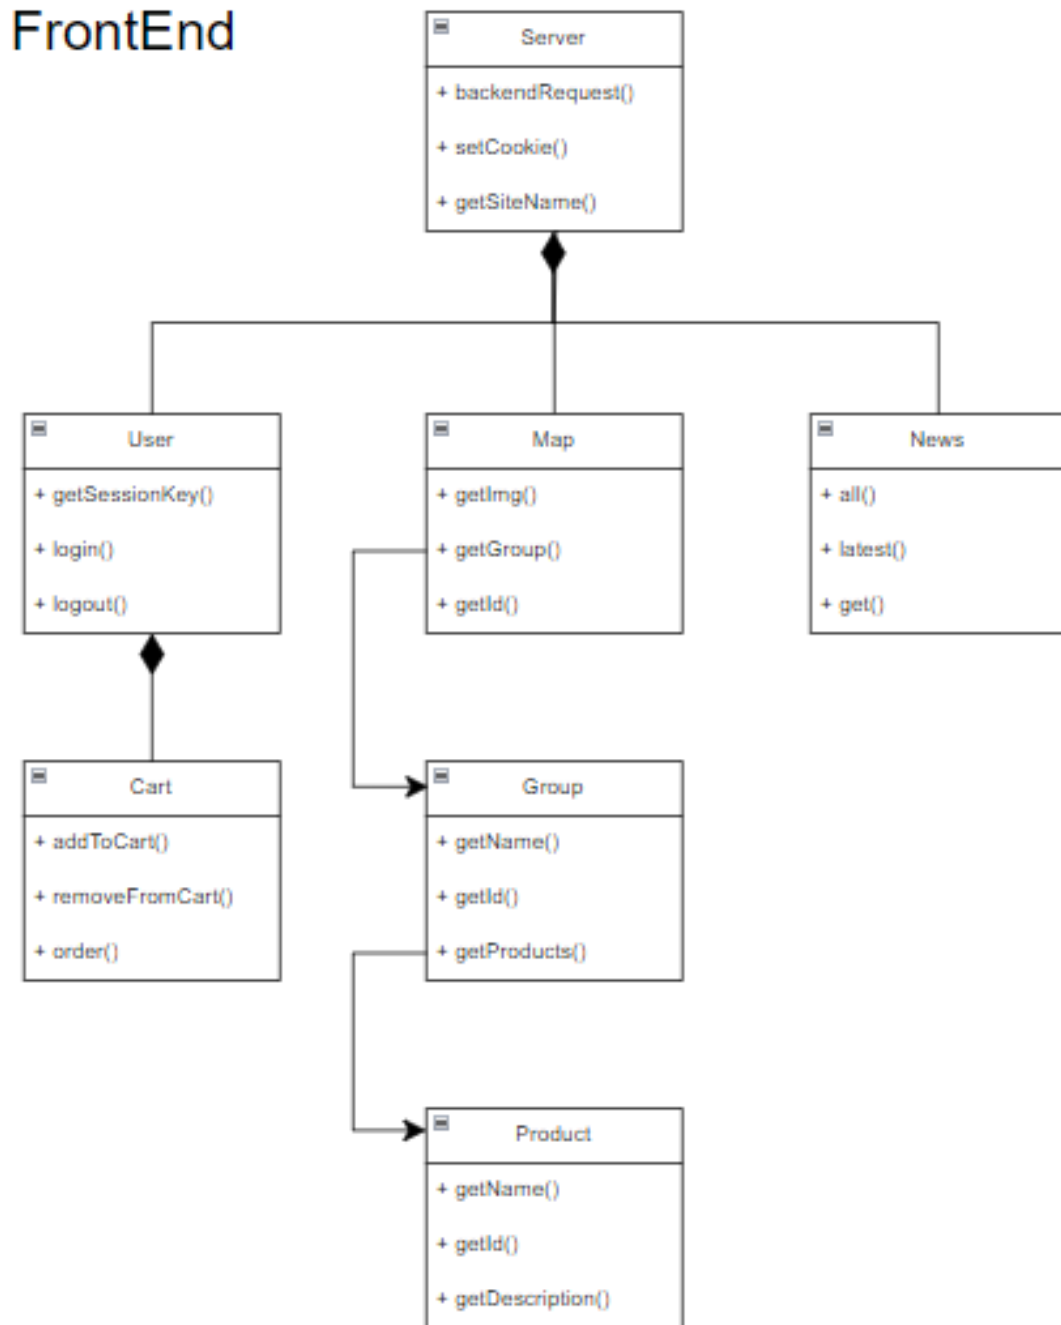 FrontEnd
Server
+ backendRequest()
+ setCookie()
+ getSiteName()
User
+ getSessionKey()
+ login()
+ logout()
Map
+ getImg()
+ getGroup()
+ getId()
News
+ all()
+ latest()
+ get()
Cart
+ addToCart()
+ removeFromCart()
+ order()
Group
+ getName()
+ getId()
+ getProducts()
Product
+ getName()
+ getId()
+ getDescription()